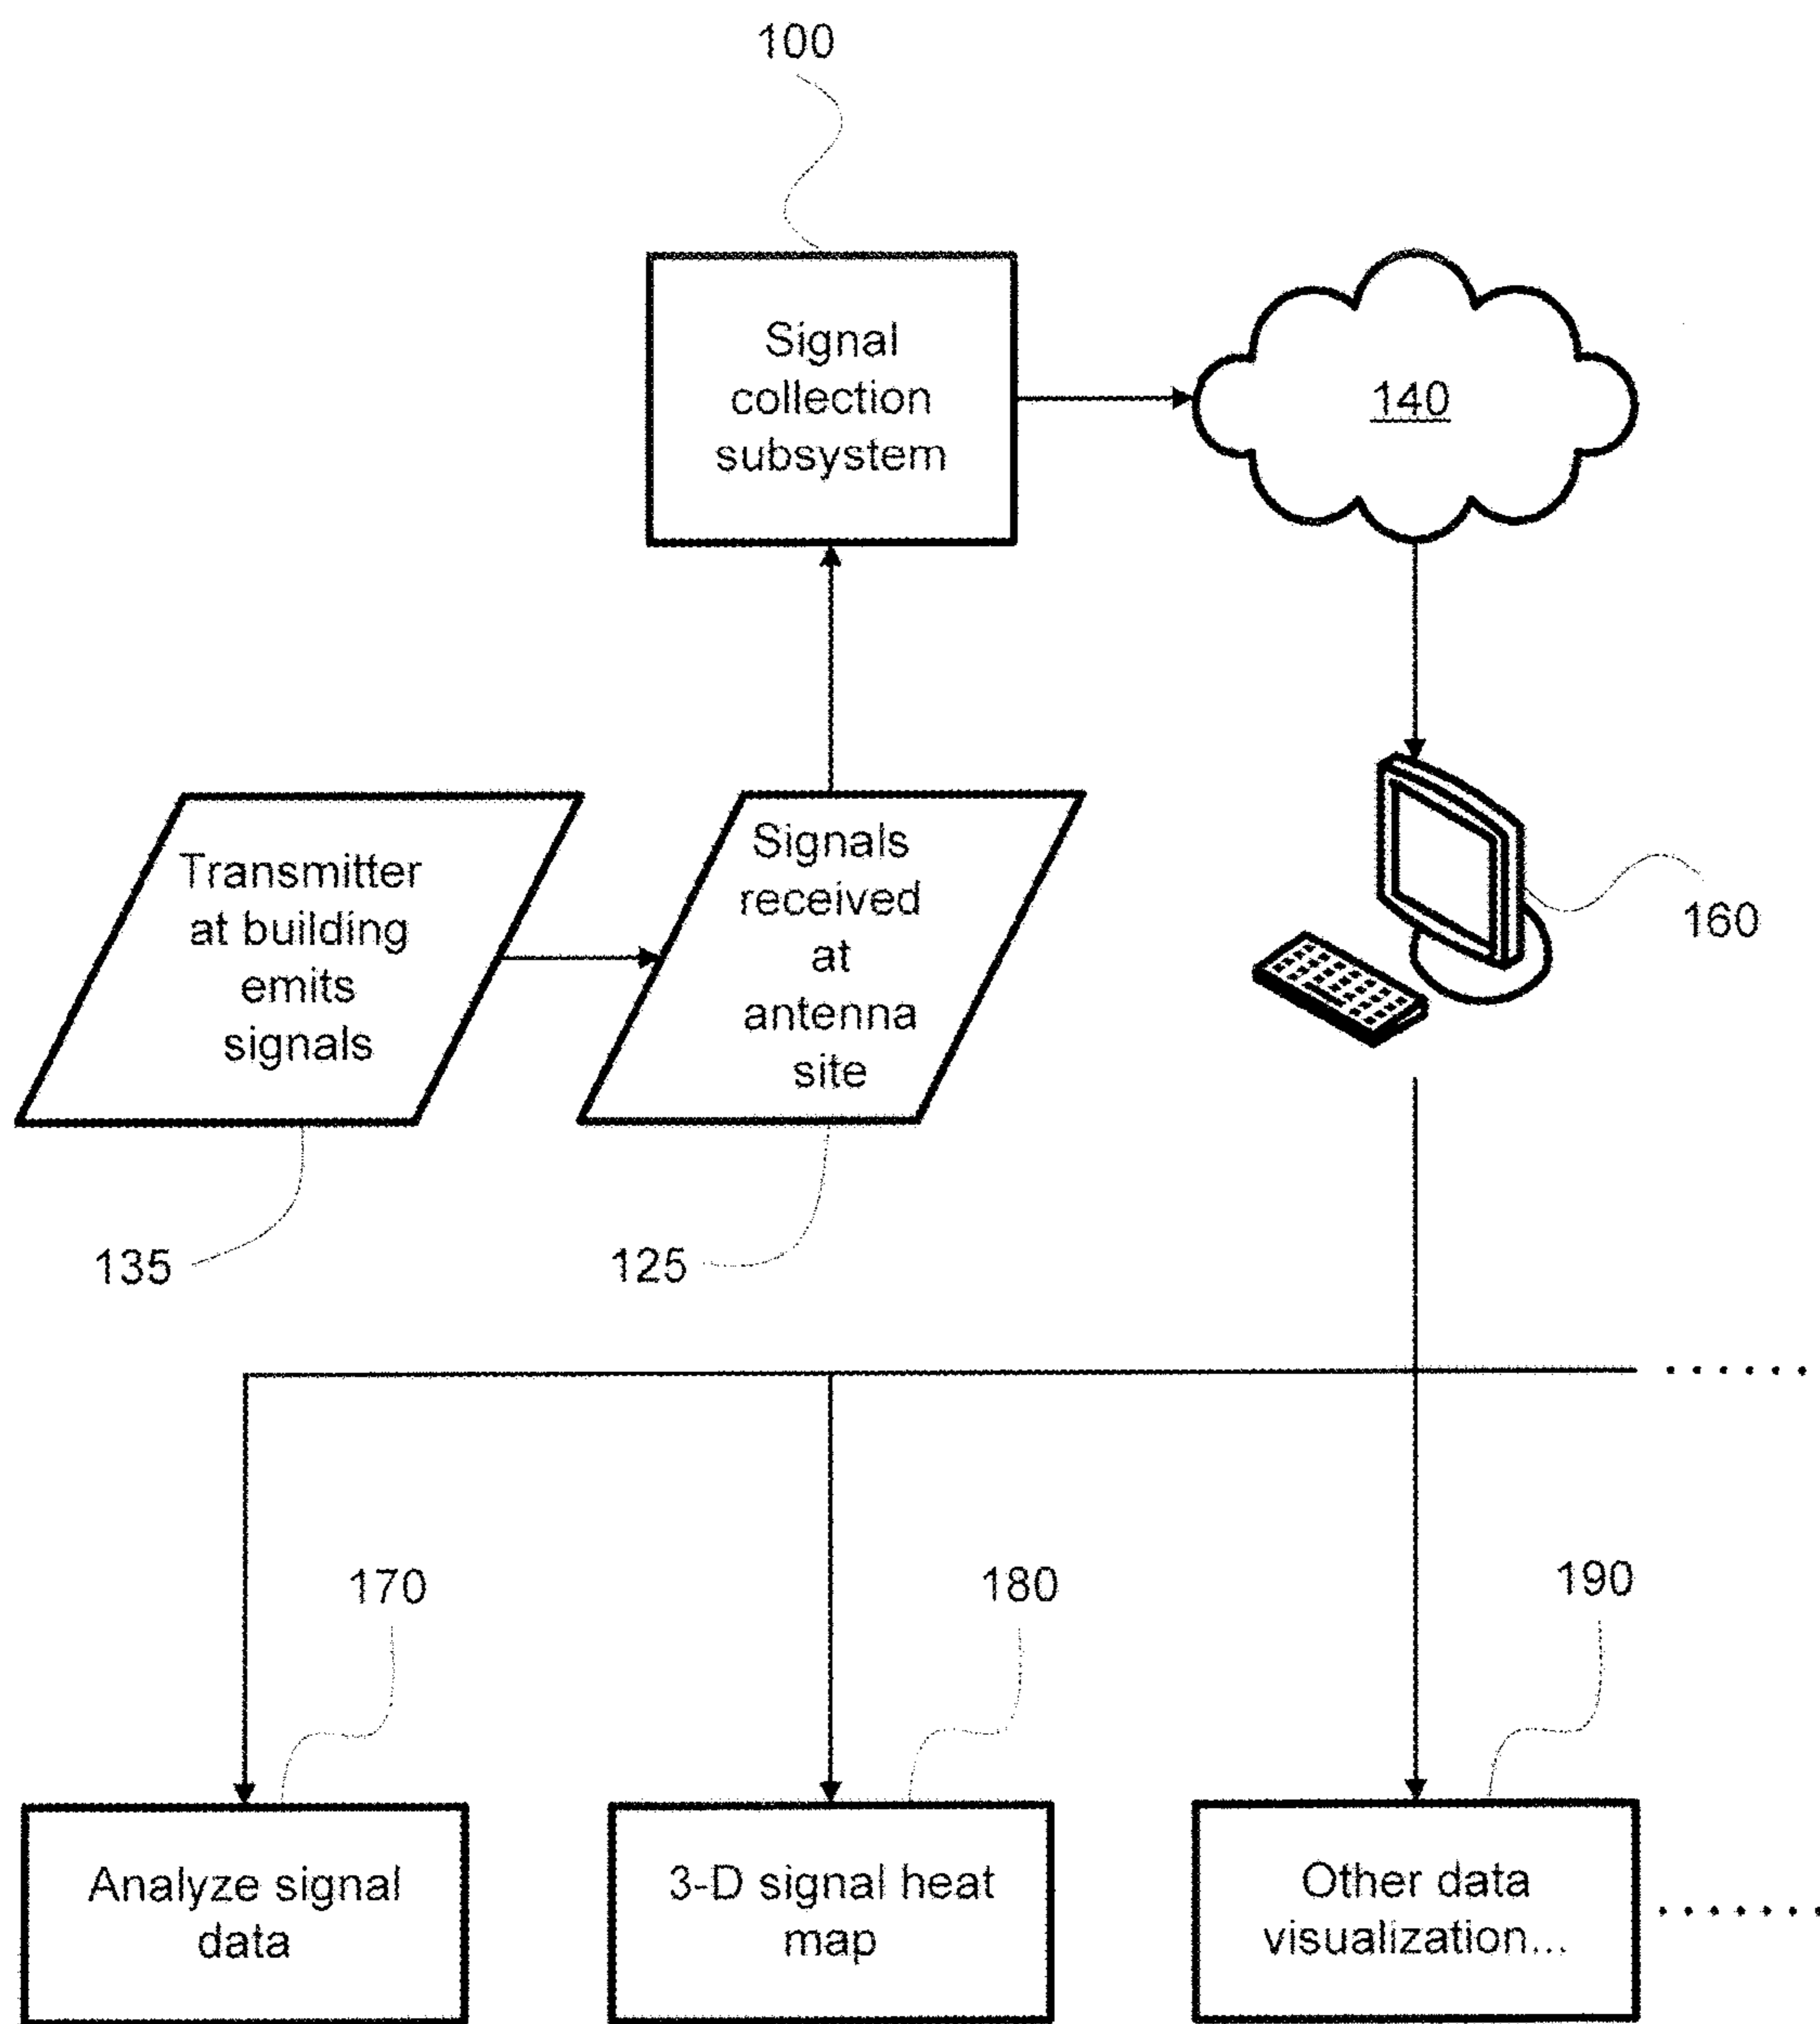 100
Signal
collection
subsystem
140
Transmitter
at building
emits
signals
Signals
received
at
antenna
site
160
135
125
170
180
190
Analyze signal
data
3-D signal heat
map
Other data
visualization...